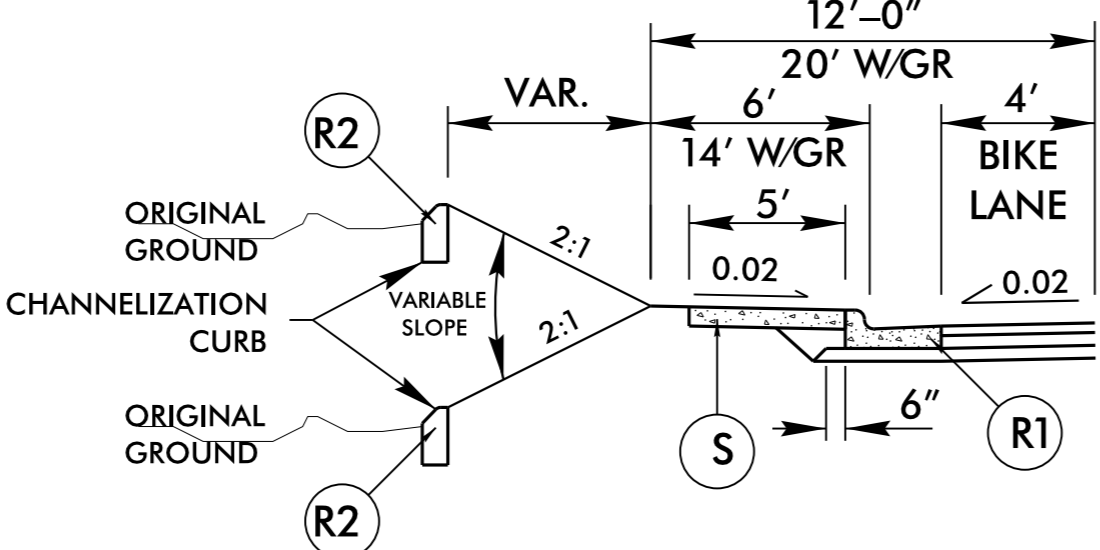 12'–0"
20' W/GR
VAR.
6'
4'
14' W/GR
BIKE
LANE
5'
R2
ORIGINAL
GROUND
2:1
0.02
0.02
CHANNELIZATION
CURB
VARIABLE
SLOPE
2:1
ORIGINAL
GROUND
6"
S
R1
R2